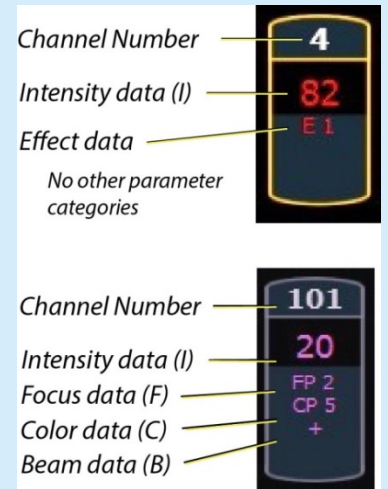 Channel Number
4
Intensity data (I)
82
Effect data
E 1
No other parameter
categories
Channel Number
101
Intensity data (I)
20
Focus data (F)
FP 2
Color data (C)
CP 5
Beam data (B)
+